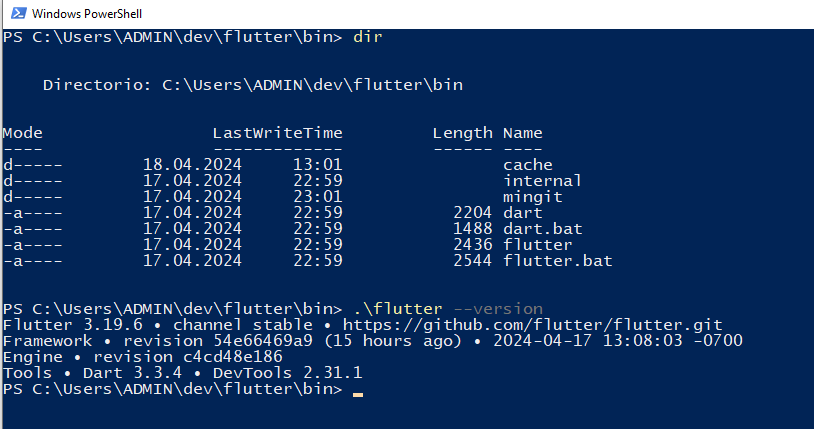 Windows PowerShell
PS C:\Users\ADMIN\dev\flutter\bin> dir
Directorio: C:\Users\ADMIN\dev\flutter\bin
Mode LastWriteTime Length Name
---- ------------- ------ ----
d----- 18.04.2024 13:01 cache
d----- 17.04.2024 22:59 internal
d----- 17.04.2024 23:01 mingit
-a---- 17.04.2024 22:59 2204 dart
-a---- 17.04.2024 22:59 1488 dart.bat
-a---- 17.04.2024 22:59 2436 flutter
-a---- 17.04.2024 22:59 2544 flutter.bat
PS C:\Users\ADMIN\dev\flutter\bin> .\flutter --version
Flutter 3.19.6 • channel stable • https://github.com/flutter/flutter.git
Framework • revision 54e66469a9 (15 hours ago) • 2024-04-17 13:08:03 -0700
Engine • revision c4cd48e186
Tools • Dart 3.3.4 • DevTools 2.31.1
PS C:\Users\ADMIN\dev\flutter\bin>